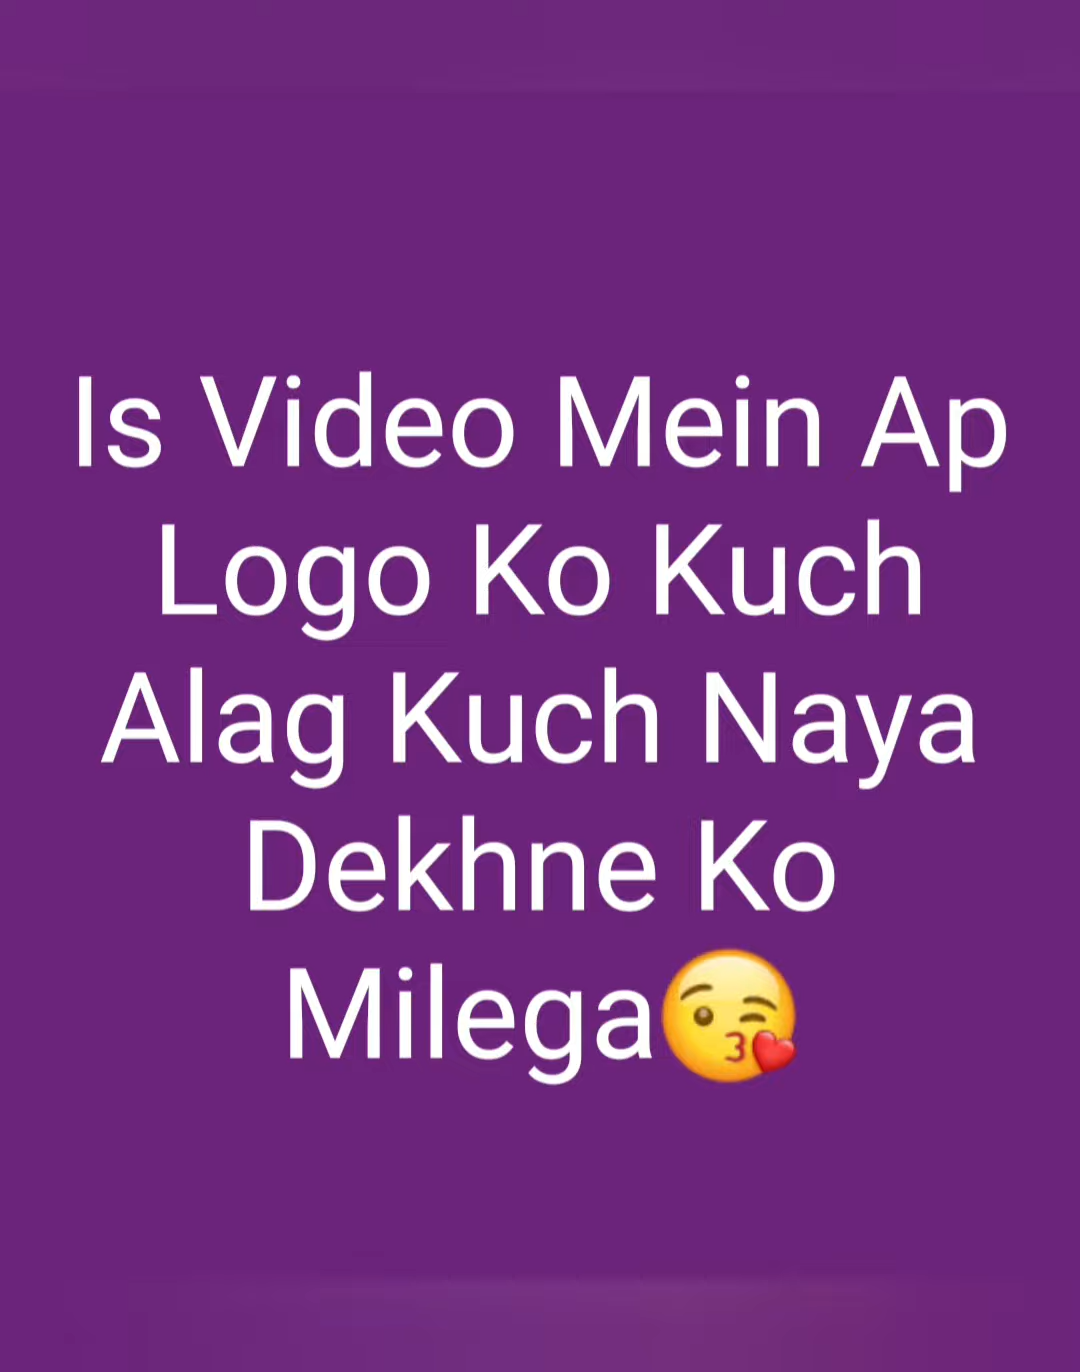 Is Video Mein Ap
Logo Ko Kuch
Alag Kuch Naya
Dekhne Ko
Milega😘